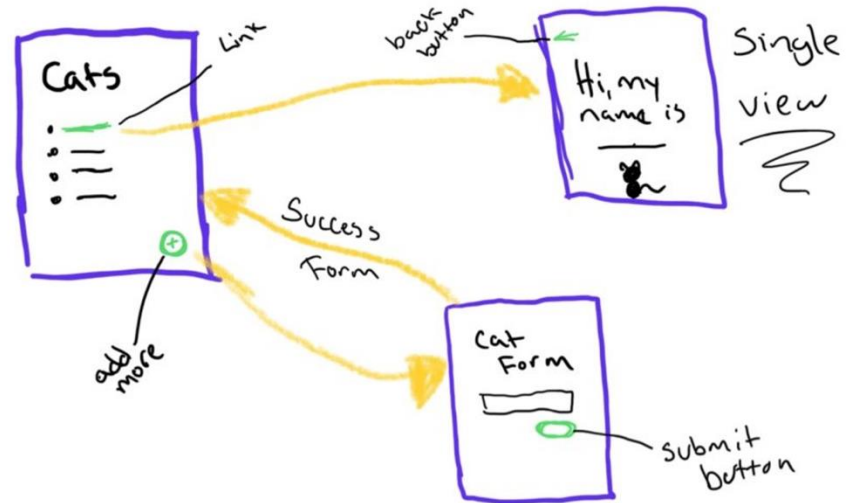 Cats
Link
back
button
Hi, my
name is
Single
view
Success
Form
add
more
Cat
Form
submit
button